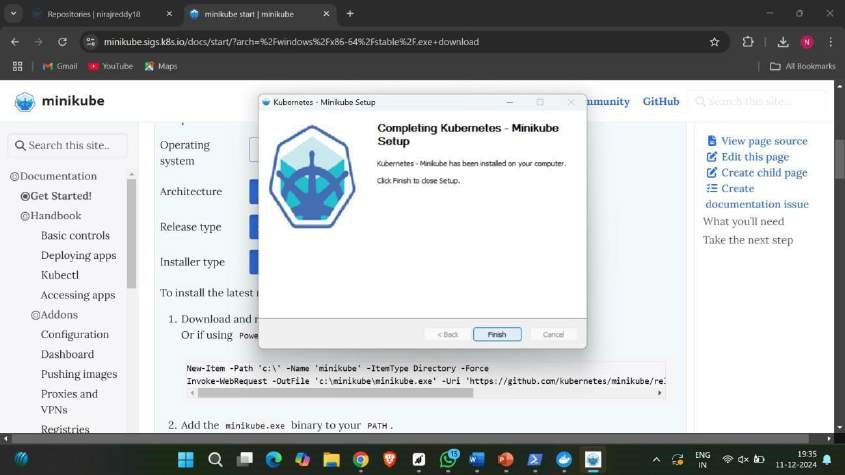 Repositories | nirajreddy18
minikube start | minikube
minikube.sigs.k8s.io/docs/start/?arch=%2Fwindows%2Fx86-64%2Fstable%2F.exe+download
N
Gmail
YouTube
Maps
All Bookmarks
minikube
mmunity
GitHub
Search this site…
Kubernetes - Minikube Setup
Completing Kubernetes - Minikube
Setup
Kubernetes - Minikube has been installed on your computer.
Click Finish to close Setup.
< Back
Finish
Cancel
Search this site…
Documentation
Get Started!
Handbook
Basic controls
Deploying apps
Kubectl
Accessing apps
Addons
Configuration
Dashboard
Pushing images
Proxies and
VPNs
Registries
Operating
system
Architecture
Release type
Installer type
To install the latest
1. Download and r
Or if using Powe
New-Item -Path 'c:\' -Name 'minikube' -ItemType Directory -Force
Invoke-WebRequest -OutFile 'c:\minikube\minikube.exe' -Uri 'https://github.com/kubernetes/minikube/rel
2. Add the minikube.exe binary to your PATH.
View page source
Edit this page
Create child page
Create
documentation issue
What you'll need
Take the next step
15
ENG
IN
19:35
11-12-2024